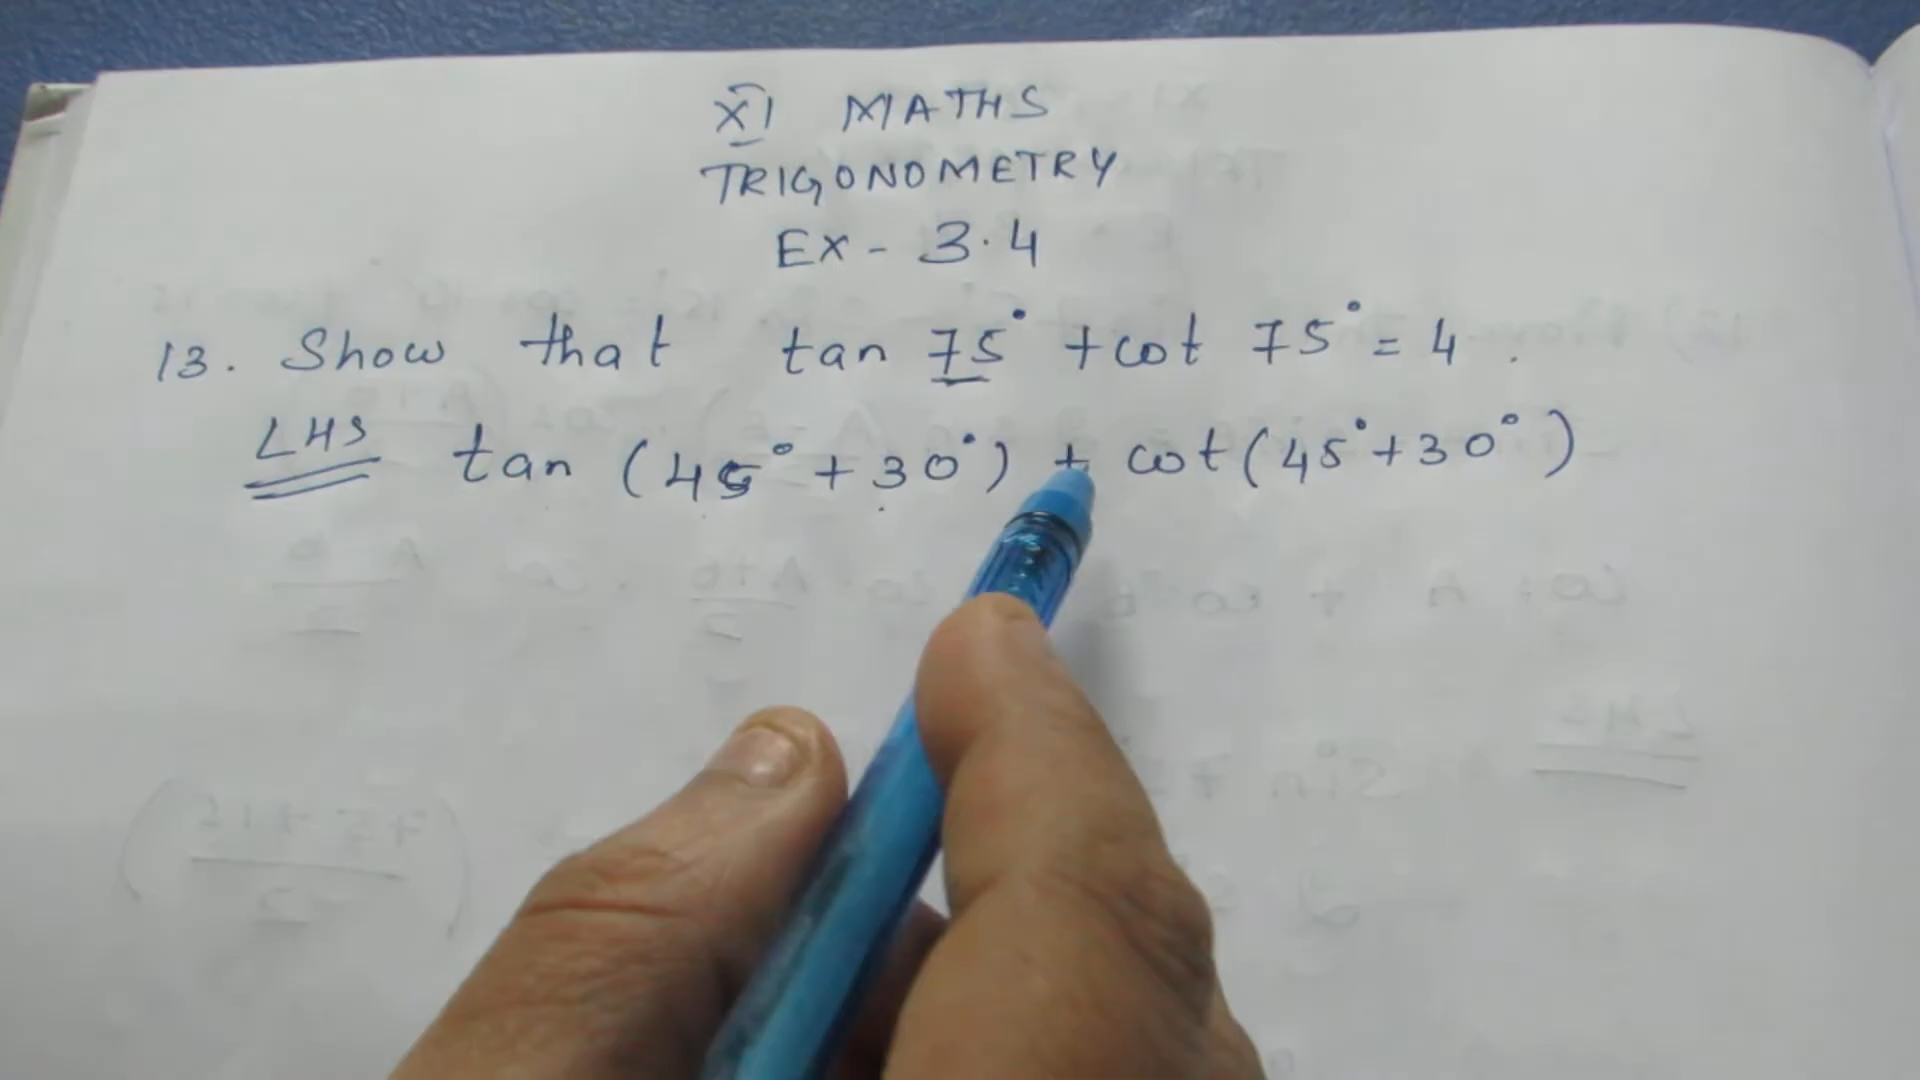 XI MATHS
TRIGONOMETRY
EX - 3.4
13. Show that tan 75° + cot 75° = 4 .
LHS tan (45° + 30°) + cot (45° + 30°)